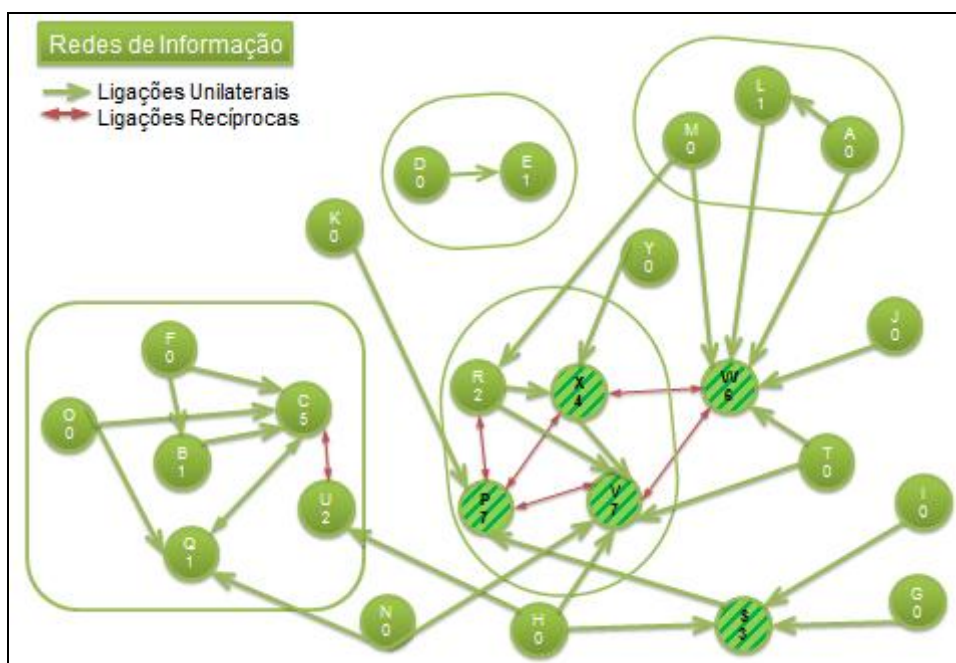 Redes de Informação
Ligações Unilaterais
Ligações Recíprocas
L
1
M
0
A
0
D
0
E
1
K
0
Y
0
J
0
F
0
R
2
X
4
W
6
C
5
O
0
B
1
T
0
P
7
V
7
U
2
I
0
Q
1
N
0
H
0
S
3
G
0